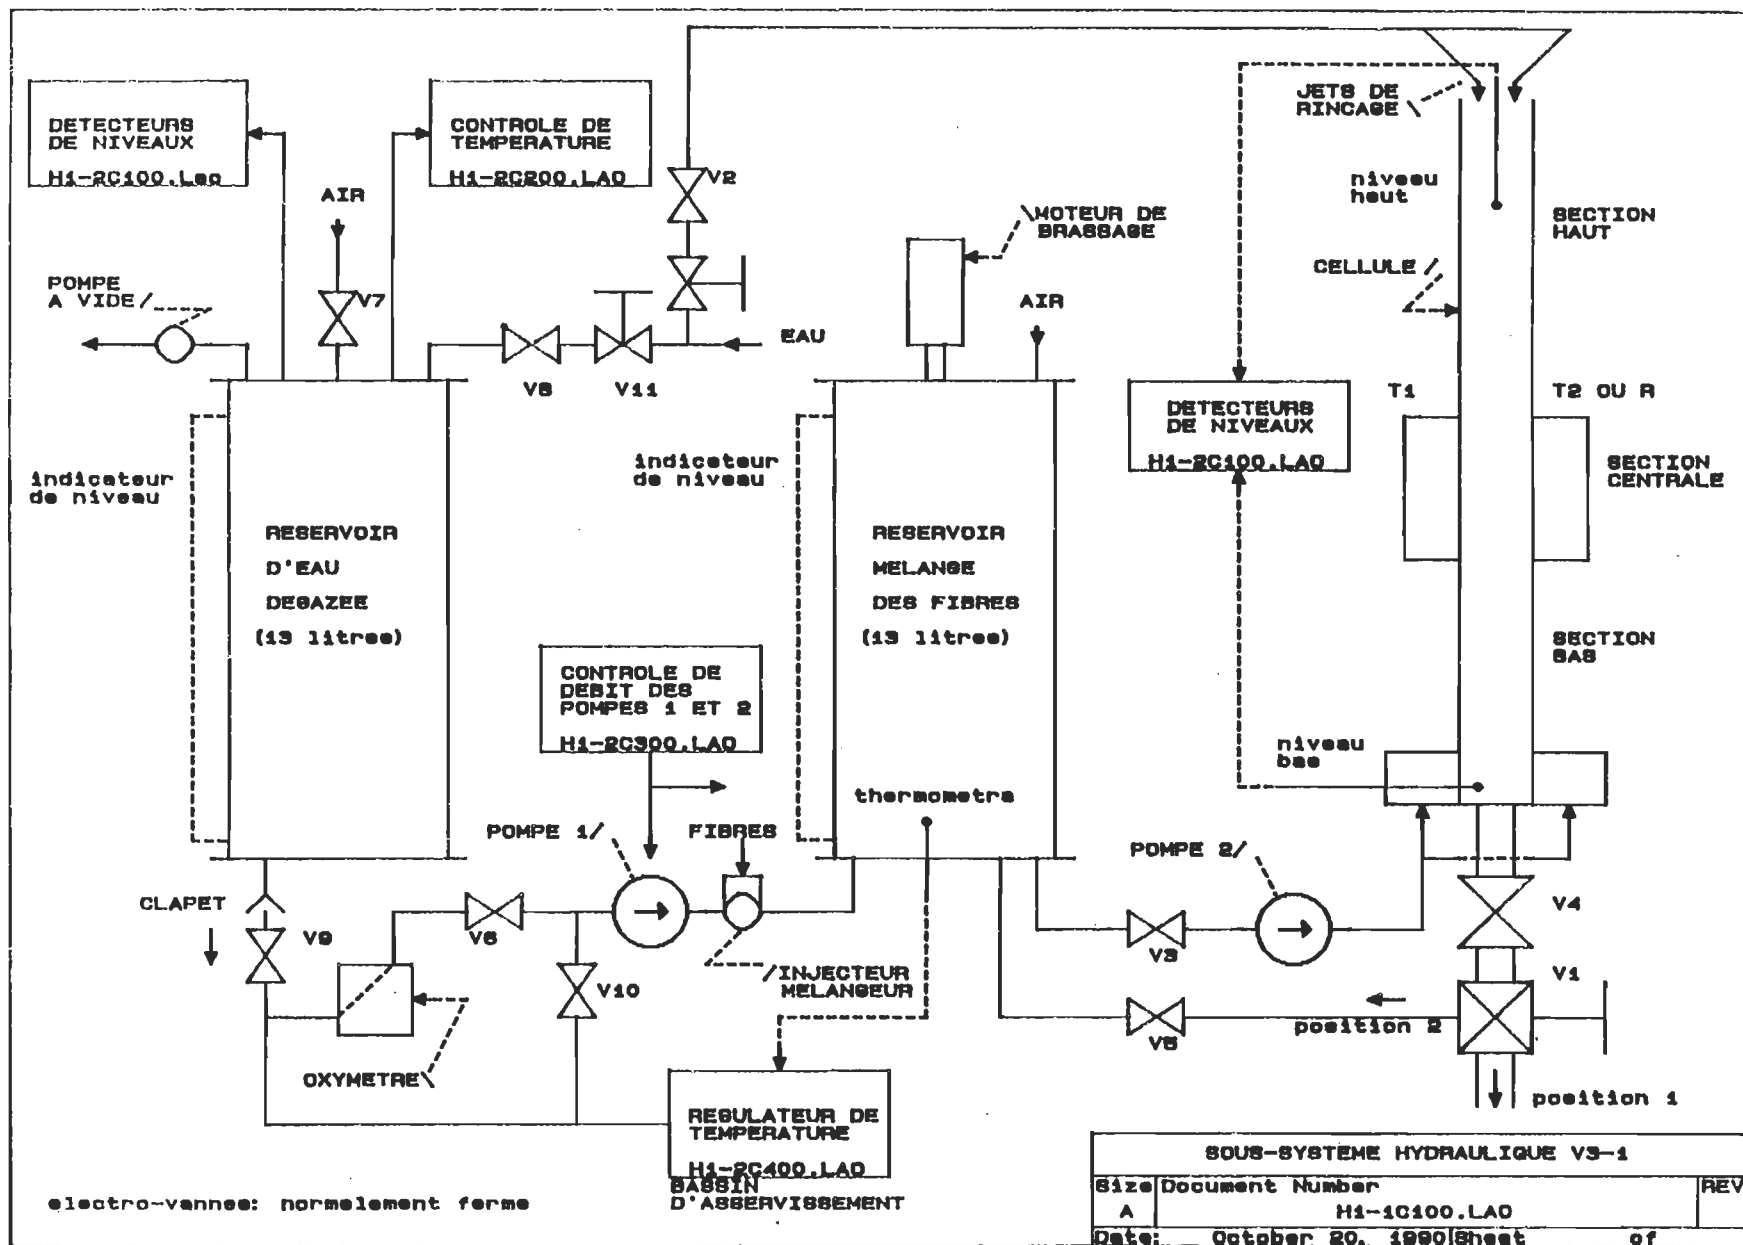 DETECTEURS
DE NIVEAUX
H1-2C100.Lao
CONTROLE DE
TEMPERATURE
H1-2C200.LAO
AIR
POMPE
A VIDE
V7
V2
V8
V11
EAU
MOTEUR DE
BRASSAGE
AIR
JETS DE
RINCAGE
niveau
haut
SECTION
HAUT
CELLULE
T1
T2 OU R
DETECTEURS
DE NIVEAUX
H1-2C100.LAO
SECTION
CENTRALE
indicateur
de niveau
RESERVOIR
D'EAU
DEGAZEE
(13 litres)
indicateur
de niveau
RESERVOIR
MELANGE
DES FIBRES
(13 litres)
SECTION
BAS
CONTROLE DE
DEBIT DES
POMPES 1 ET 2
H1-2C300.LAO
niveau
bas
thermometre
POMPE 1
FIBRES
POMPE 2
CLAPET
V9
V6
V10
INJECTEUR
MELANGEUR
V3
V4
V1
V5
position 2
position 1
OXYMETRE
REGULATEUR DE
TEMPERATURE
H1-2C400.LAO
BASSIN
D'ASSERVISSEMENT
electro-vannes: normalement ferme
SOUS-SYSTEME HYDRAULIQUE V3-1
Size Document Number REV
A H1-1C100.LAO
Date: October 20, 1990 Sheet of